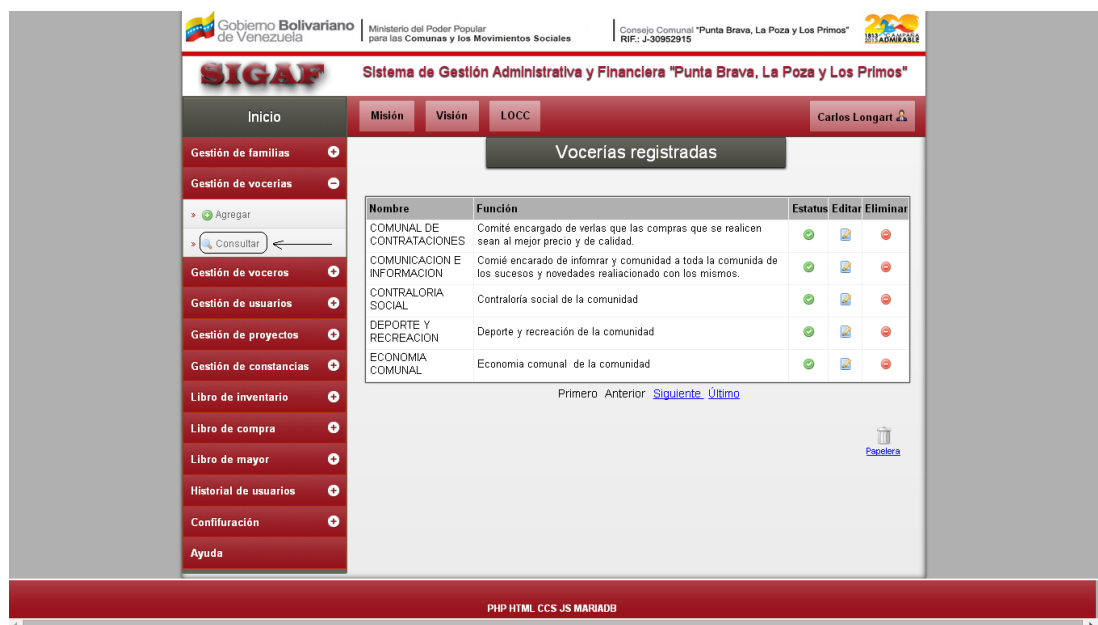 Gobierno Bolivariano
de Venezuela
Ministerio del Poder Popular
para las Comunas y los Movimientos Sociales
Consejo Comunal "Punta Brava, La Poza y Los Primos"
RIF.: J-30952915
SIGAF
Sistema de Gestión Administrativa y Financiera "Punta Brava, La Poza y Los Primos"
Inicio
Misión Visión LOCC
Carlos Longart
Gestión de familias
Gestión de vocerias
» Agregar
» Consultar
Gestión de voceros
Gestión de usuarios
Gestión de proyectos
Gestión de constancias
Libro de inventario
Libro de compra
Libro de mayor
Historial de usuarios
Confifuración
Ayuda
Vocerías registradas
Nombre Función Estatus Editar Eliminar
COMUNAL DE Comité encargado de verlas que las compras que se realicen
CONTRATACIONES sean al mejor precio y de calidad.
COMUNICACION E Comié encarado de infomrar y comunidad a toda la comunida de
INFORMACION los sucesos y novedades realiacionado con los mismos.
CONTRALORIA
SOCIAL Contraloría social de la comunidad
DEPORTE Y
RECREACION Deporte y recreación de la comunidad
ECONOMIA
COMUNAL Economia comunal de la comunidad
Primero Anterior Siguiente Último
Papelera
PHP HTML CCS JS MARIADB